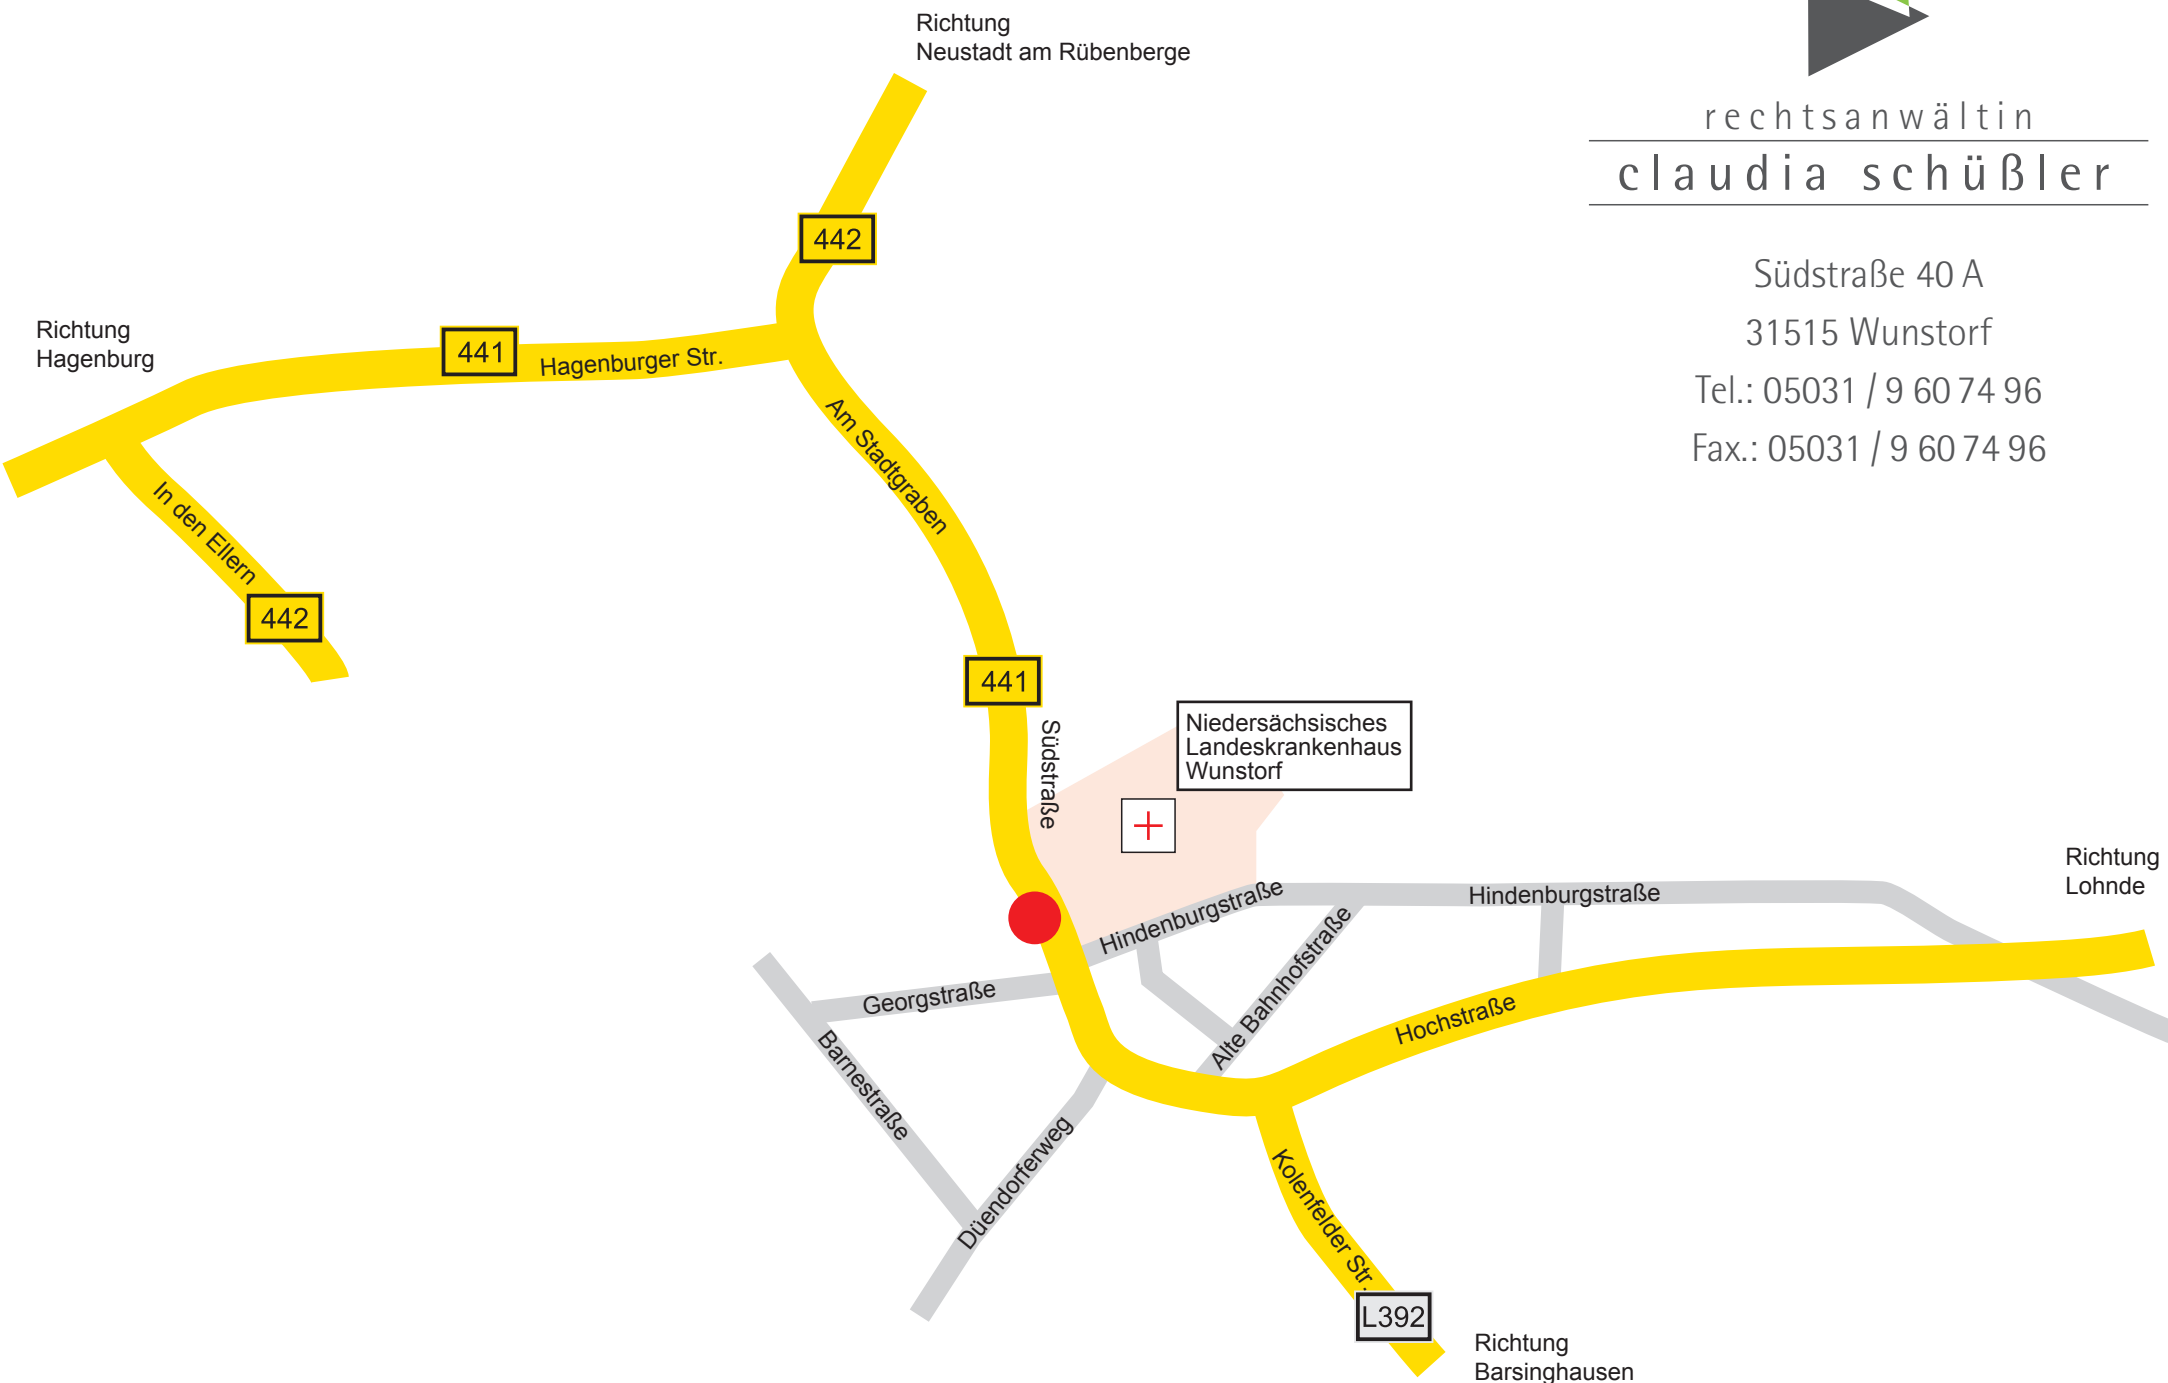 Richtung
Neustadt am Rübenberge
rechtsanwältin
claudia schüßler
Südstraße 40 A
31515 Wunstorf
Tel.: 05031 / 9 60 74 96
Fax.: 05031 / 9 60 74 96
442
Richtung
Hagenburg
441
Hagenburger Str.
Am Stadtgraben
In den Ellern
442
441
Südstraße
Niedersächsisches
Landeskrankenhaus
Wunstorf
Richtung
Lohnde
Hindenburgstraße
Hindenburgstraße
Alte Bahnhofstraße
Georgstraße
Hochstraße
Barnestraße
Düendorferweg
Kolenfelder Str.
L392
Richtung
Barsinghausen